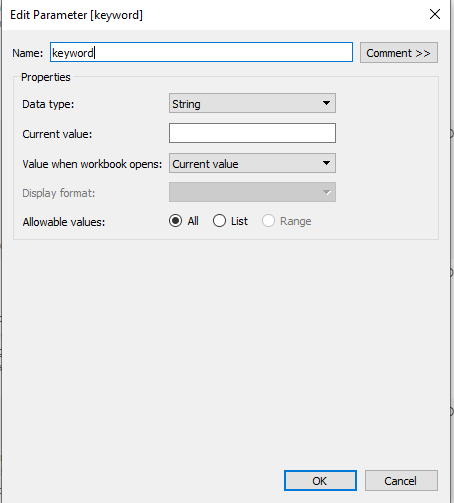 Edit Parameter [keyword]
Name: keyword Comment >>
Properties
Data type: String
Current value:
Value when workbook opens: Current value
Display format:
Allowable values: All List Range
OK Cancel